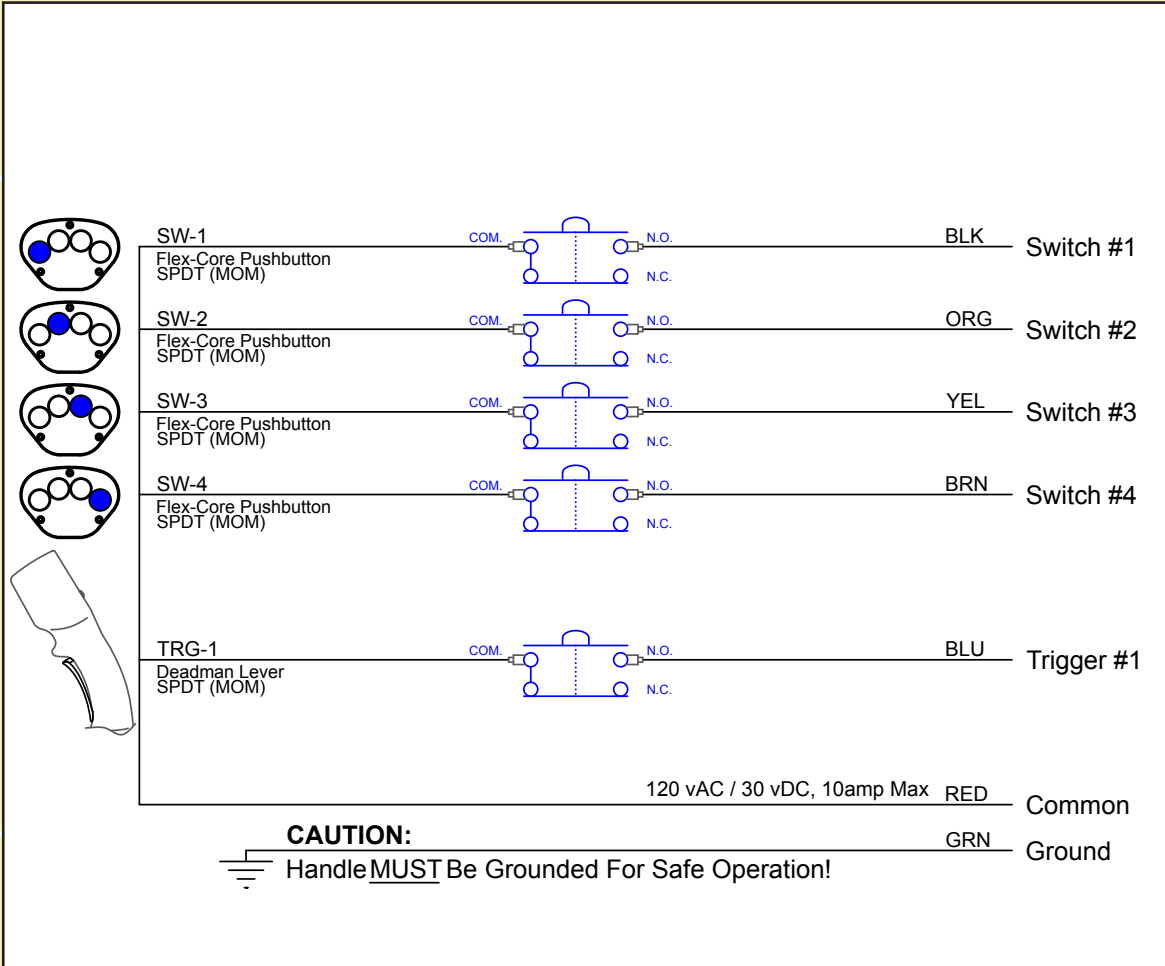 SW-1 COM. N.O. BLK Switch #1
Flex-Core Pushbutton
SPDT (MOM) N.C.
SW-2 COM. N.O. ORG Switch #2
Flex-Core Pushbutton
SPDT (MOM) N.C.
SW-3 COM. N.O. YEL Switch #3
Flex-Core Pushbutton
SPDT (MOM) N.C.
SW-4 COM. N.O. BRN Switch #4
Flex-Core Pushbutton
SPDT (MOM) N.C.
TRG-1 COM. N.O. BLU Trigger #1
Deadman Lever
SPDT (MOM) N.C.
120 vAC / 30 vDC, 10amp Max RED Common
CAUTION: GRN Ground
Handle MUST Be Grounded For Safe Operation!